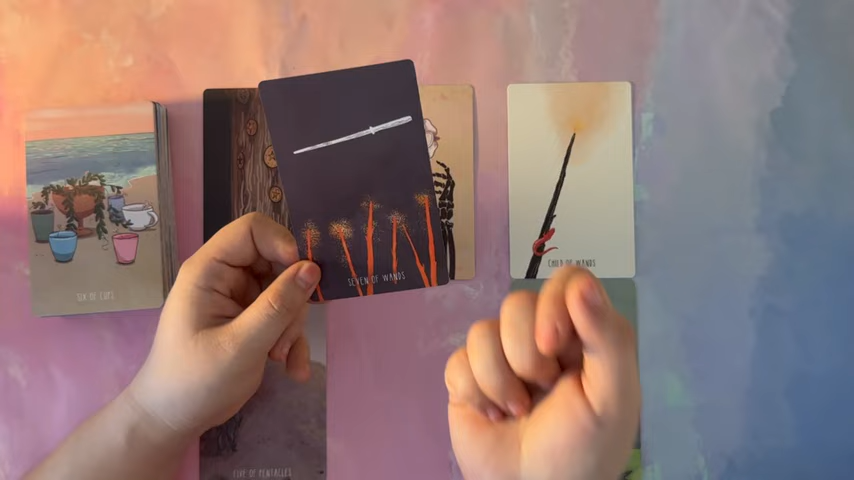 SIX OF CUPS
SEVEN OF WANDS
CHILD OF WANDS
FIVE OF PENTACLES